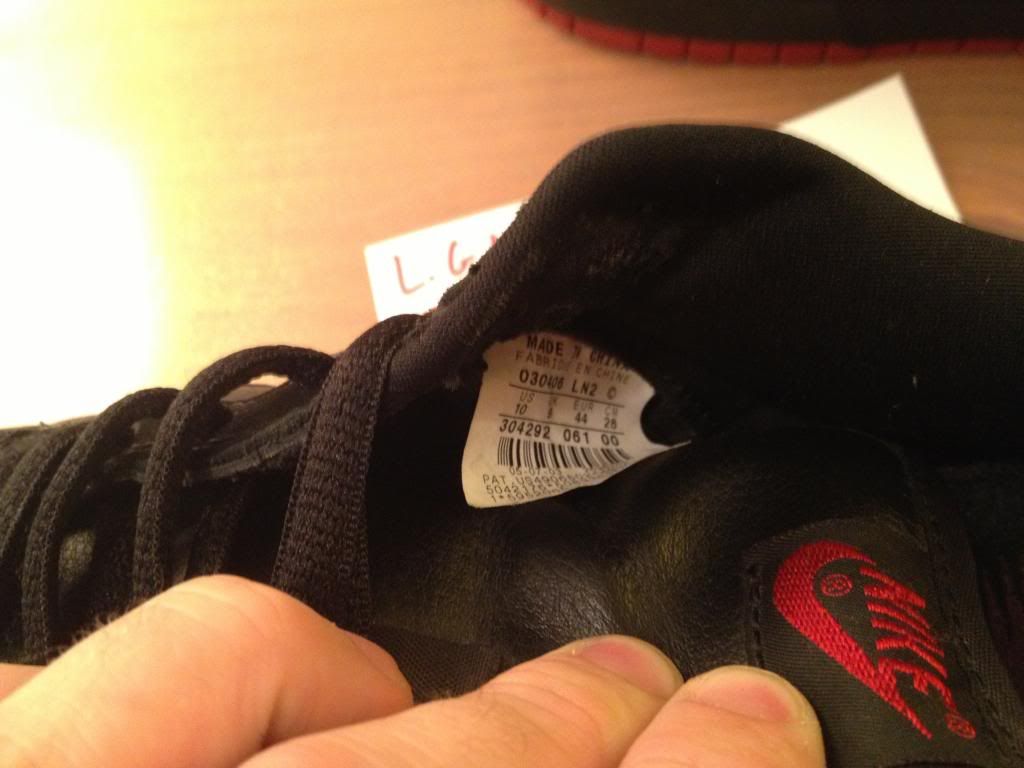 L. G
MADE IN CHINA
FABRIQUE EN CHINE
030406 LN2 ©
US UK EUR CM
10 9 44 28
304292 061 00
PAT.
NIKE